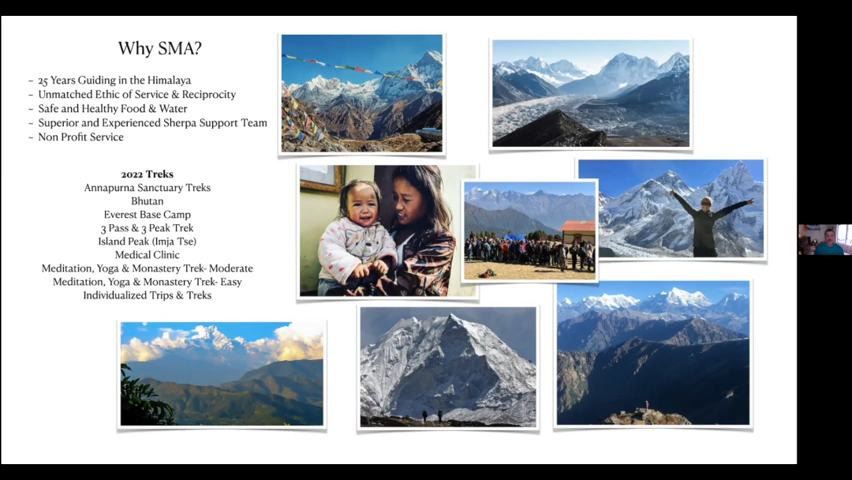 Why SMA?
~ 25 Years Guiding in the Himalaya
~ Unmatched Ethic of Service & Reciprocity
~ Safe and Healthy Food & Water
~ Superior and Experienced Sherpa Support Team
~ Non Profit Service
2022 Treks
Annapurna Sanctuary Treks
Bhutan
Everest Base Camp
3 Pass & 3 Peak Trek
Island Peak (Imja Tse)
Medical Clinic
Meditation, Yoga & Monastery Trek- Moderate
Meditation, Yoga & Monastery Trek- Easy
Individualized Trips & Treks